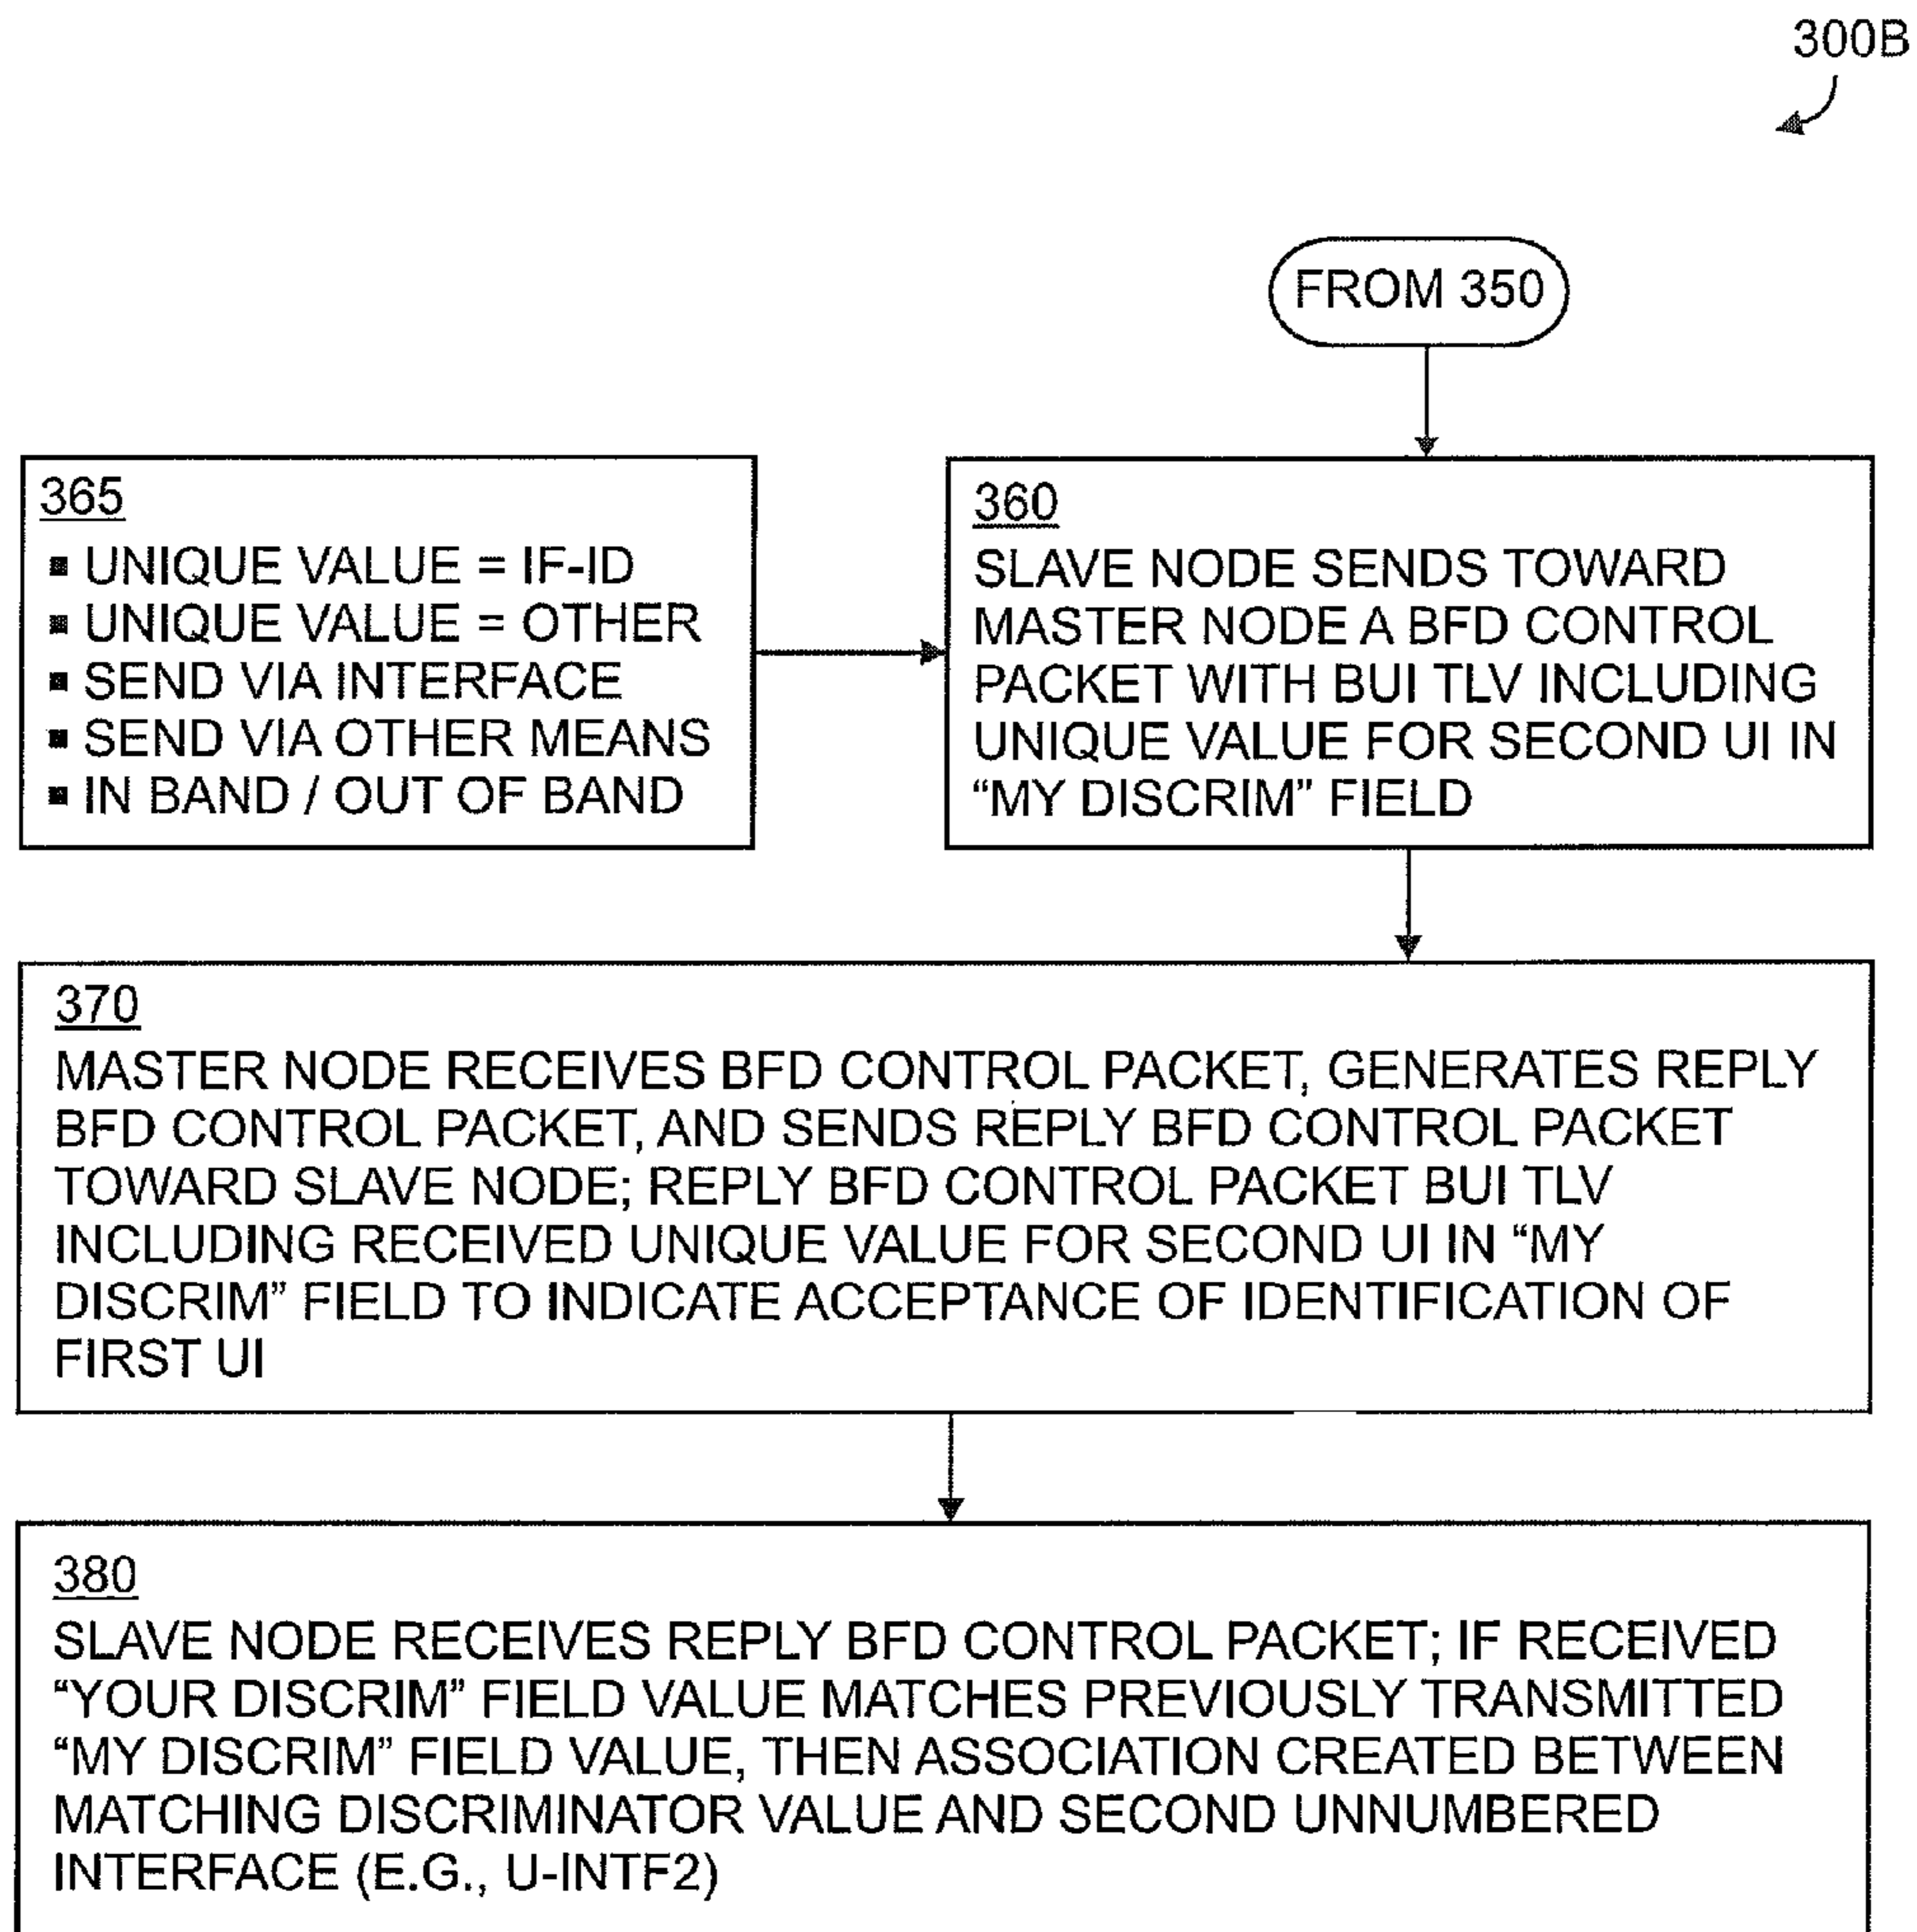 300B
FROM 350
365
▪ UNIQUE VALUE = IF-ID
▪ UNIQUE VALUE = OTHER
▪ SEND VIA INTERFACE
▪ SEND VIA OTHER MEANS
▪ IN BAND / OUT OF BAND
360
SLAVE NODE SENDS TOWARD
MASTER NODE A BFD CONTROL
PACKET WITH BUI TLV INCLUDING
UNIQUE VALUE FOR SECOND UI IN
“MY DISCRIM” FIELD
370
MASTER NODE RECEIVES BFD CONTROL PACKET, GENERATES REPLY
BFD CONTROL PACKET, AND SENDS REPLY BFD CONTROL PACKET
TOWARD SLAVE NODE; REPLY BFD CONTROL PACKET BUI TLV
INCLUDING RECEIVED UNIQUE VALUE FOR SECOND UI IN “MY
DISCRIM” FIELD TO INDICATE ACCEPTANCE OF IDENTIFICATION OF
FIRST UI
380
SLAVE NODE RECEIVES REPLY BFD CONTROL PACKET; IF RECEIVED
“YOUR DISCRIM” FIELD VALUE MATCHES PREVIOUSLY TRANSMITTED
“MY DISCRIM” FIELD VALUE, THEN ASSOCIATION CREATED BETWEEN
MATCHING DISCRIMINATOR VALUE AND SECOND UNNUMBERED
INTERFACE (E.G., U-INTF2)